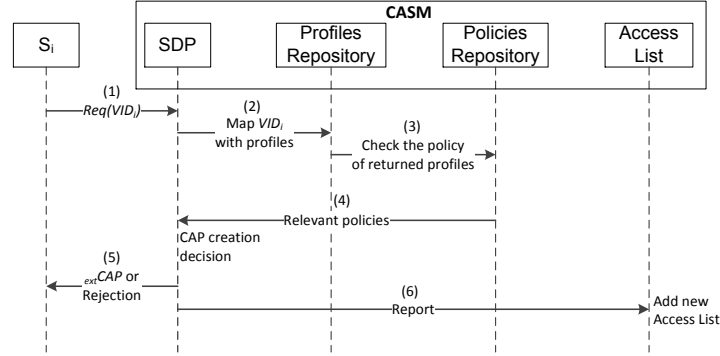 CASM
Sᵢ
SDP
Profiles
Repository
Policies
Repository
Access
List
(1)
Req(VIDᵢ)
(2)
Map VIDᵢ
with profiles
(3)
Check the policy
of returned profiles
(4)
Relevant policies
CAP creation
decision
(5)
ₑₓₜCAP or
Rejection
(6)
Report
Add new
Access List